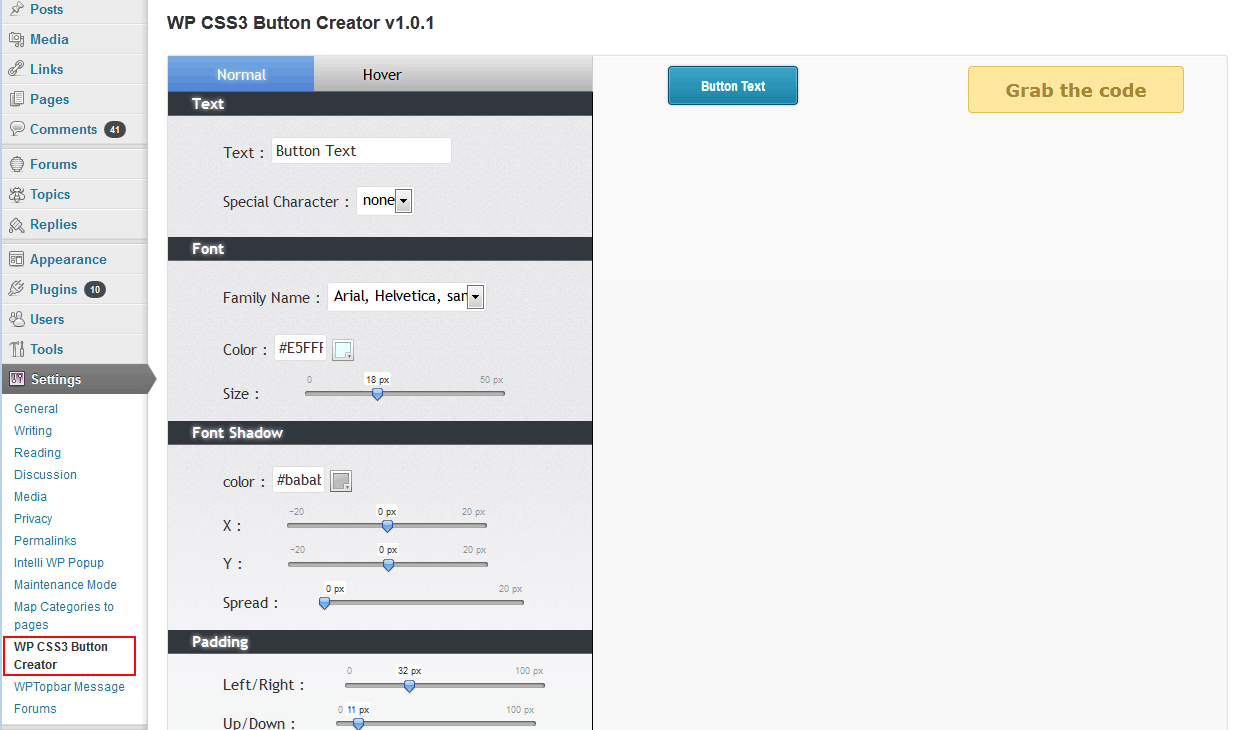 Posts
Media
Links
Pages
Comments 41
Forums
Topics
Replies
Appearance
Plugins 10
Users
Tools
Settings
General
Writing
Reading
Discussion
Media
Privacy
Permalinks
Intelli WP Popup
Maintenance Mode
Map Categories to
pages
WP CSS3 Button
Creator
WPTopbar Message
Forums
WP CSS3 Button Creator v1.0.1
Normal Hover
Text
Text : Button Text
Special Character : none
Font
Family Name : Arial, Helvetica, san
Color : #E5FFF
0 18 px 50 px
Size :
Font Shadow
color : #babab
-20 0 px 20 px
X :
-20 0 px 20 px
Y :
0 px 20 px
Spread :
Padding
0 32 px 100 px
Left/Right :
0 11 px 100 px
Up/Down :
Button Text
Grab the code